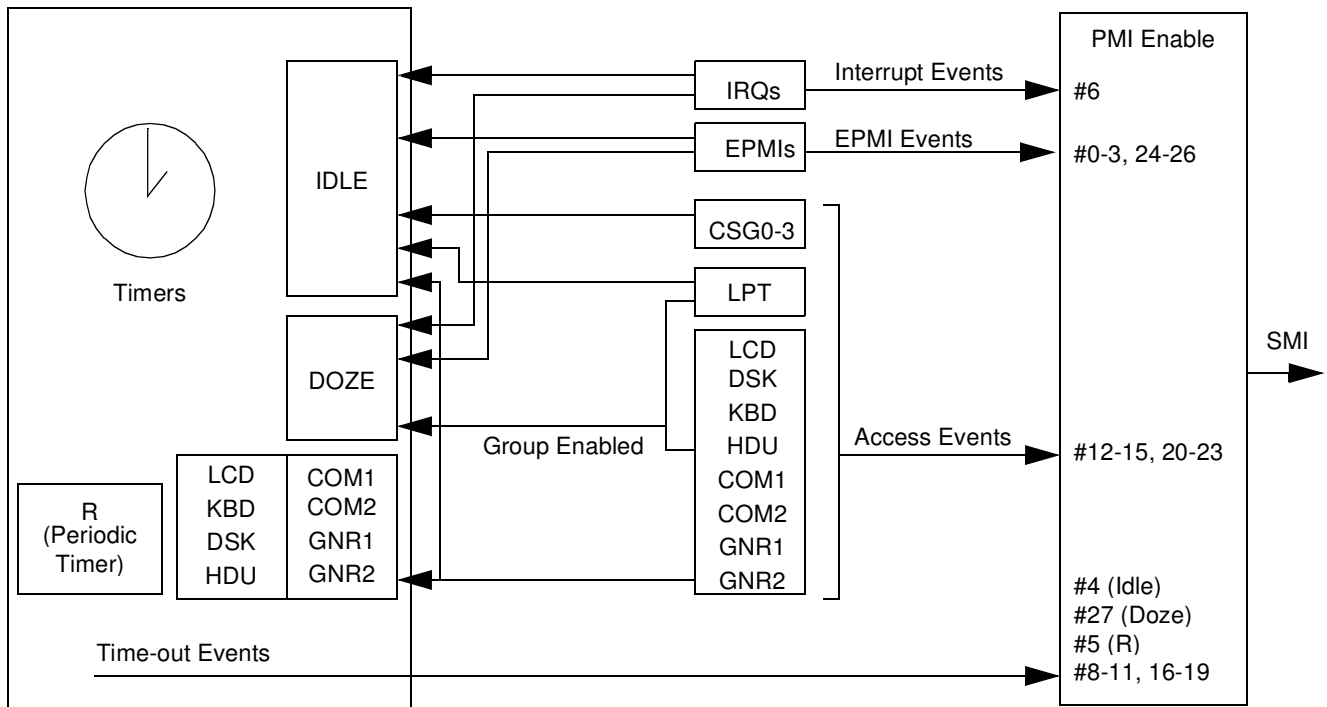 PMI Enable
IRQs
Interrupt Events
#6
EPMIs
EPMI Events
#0-3, 24-26
IDLE
CSG0-3
Timers
LPT
SMI
DOZE
LCD
DSK
KBD
HDU
COM1
COM2
GNR1
GNR2
Group Enabled
Access Events
#12-15, 20-23
R
(Periodic
Timer)
LCD
KBD
DSK
HDU
COM1
COM2
GNR1
GNR2
#4 (Idle)
#27 (Doze)
#5 (R)
#8-11, 16-19
Time-out Events